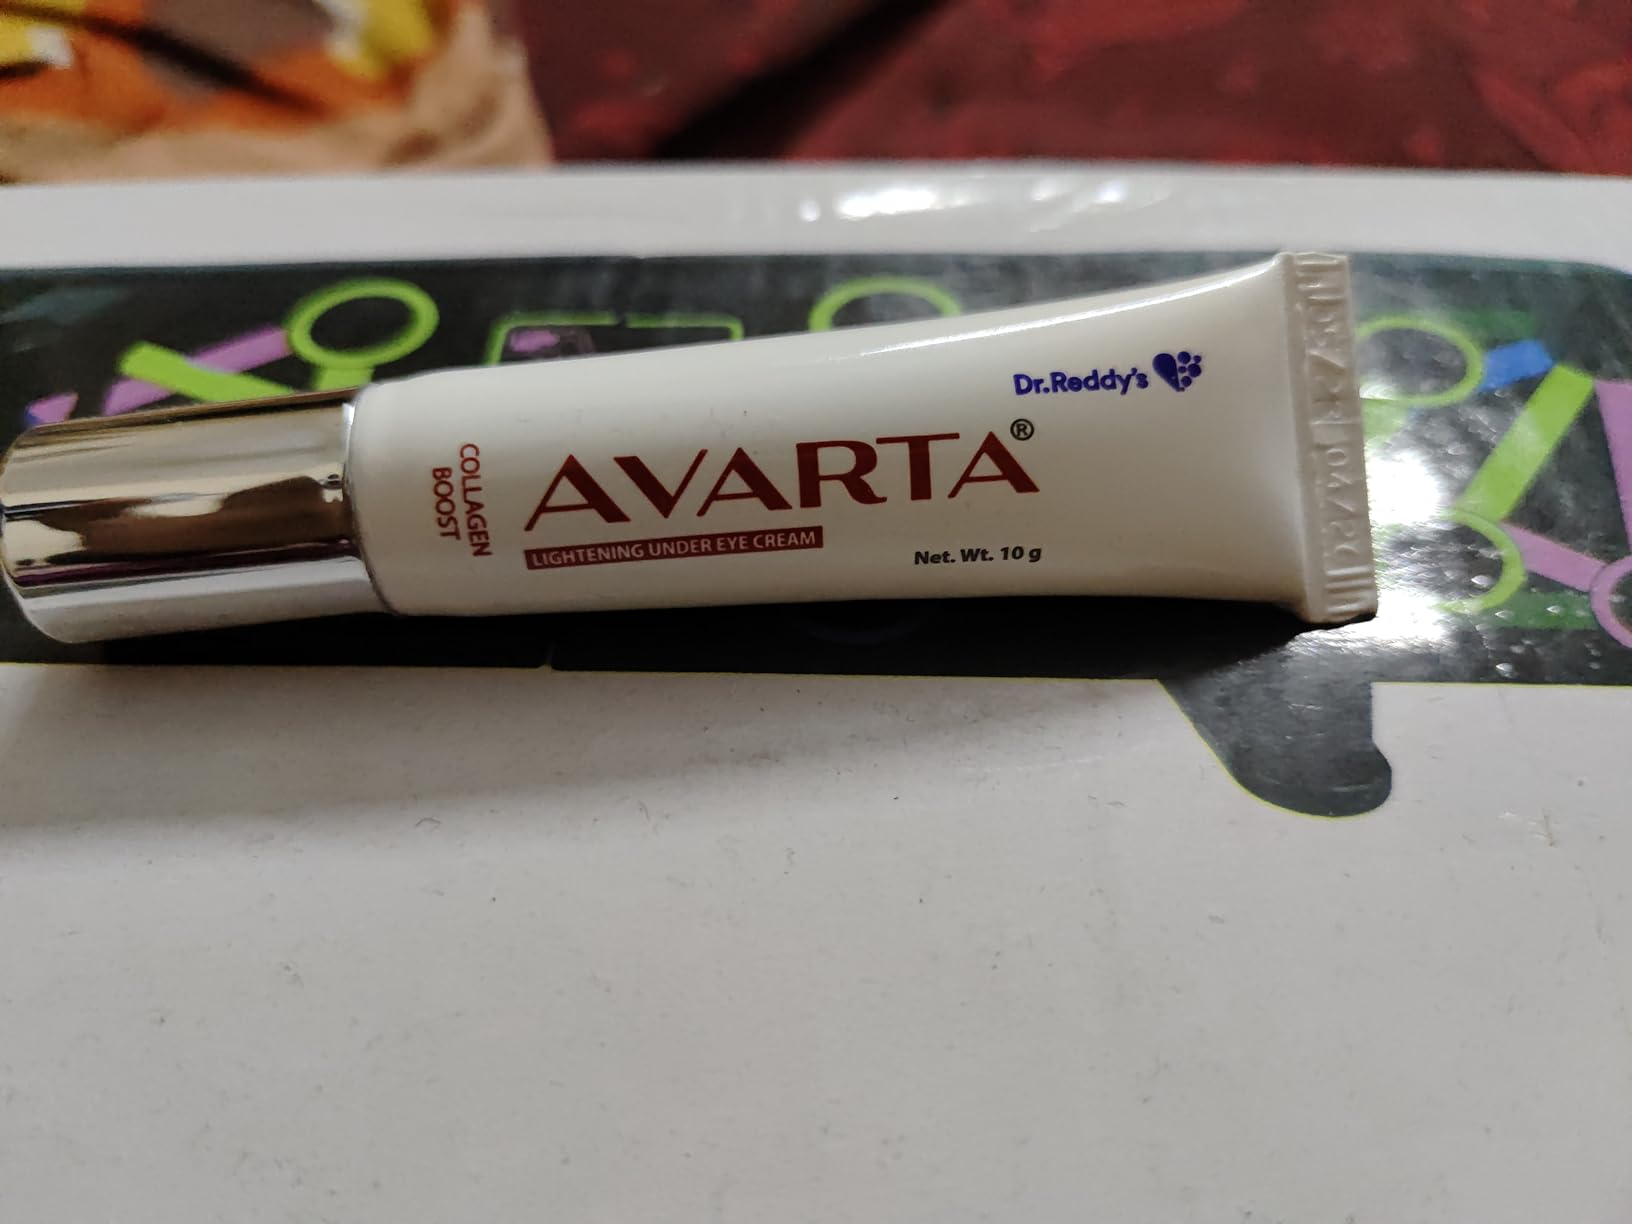 Dr.Reddy's
AVARTA®
LIGHTENING UNDER EYE CREAM
Net. Wt. 10 g
COLLAGEN
BOOST